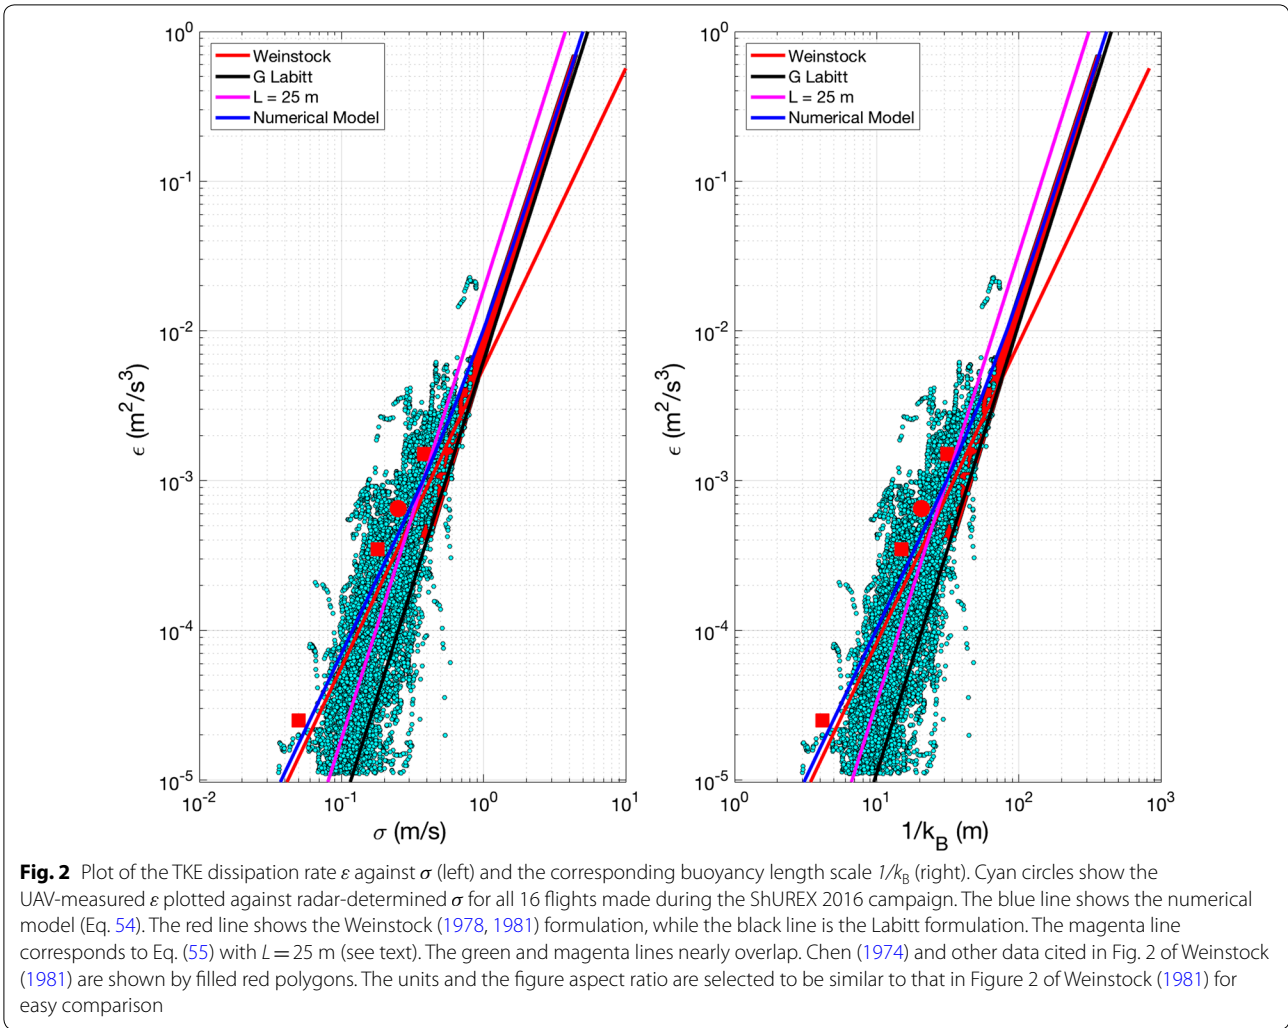 Weinstock
G Labitt
L = 25 m
Numerical Model
10^0
10^-1
10^-2
10^-3
10^-4
10^-5
ϵ (m^2/s^3)
10^-2
10^-1
10^0
10^1
σ (m/s)
Weinstock
G Labitt
L = 25 m
Numerical Model
10^0
10^-1
10^-2
10^-3
10^-4
10^-5
ϵ (m^2/s^3)
10^0
10^1
10^2
10^3
1/k_B (m)
Fig. 2 Plot of the TKE dissipation rate ε against σ (left) and the corresponding buoyancy length scale 1/k_B (right). Cyan circles show the
UAV-measured ε plotted against radar-determined σ for all 16 flights made during the ShUREX 2016 campaign. The blue line shows the numerical
model (Eq. 54). The red line shows the Weinstock (1978, 1981) formulation, while the black line is the Labitt formulation. The magenta line
corresponds to Eq. (55) with L = 25 m (see text). The green and magenta lines nearly overlap. Chen (1974) and other data cited in Fig. 2 of Weinstock
(1981) are shown by filled red polygons. The units and the figure aspect ratio are selected to be similar to that in Figure 2 of Weinstock (1981) for
easy comparison